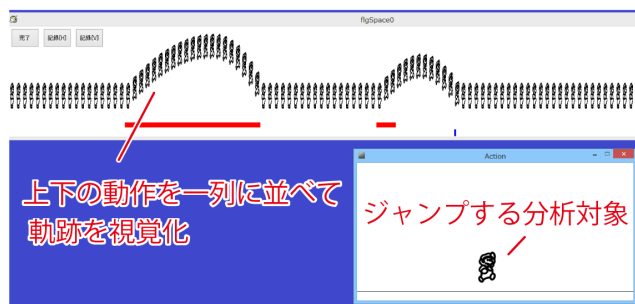 flgSpace0
完了
記録[H]
記録[V]
Action
上下の動作を一列に並べて
軌跡を視覚化
ジャンプする分析対象